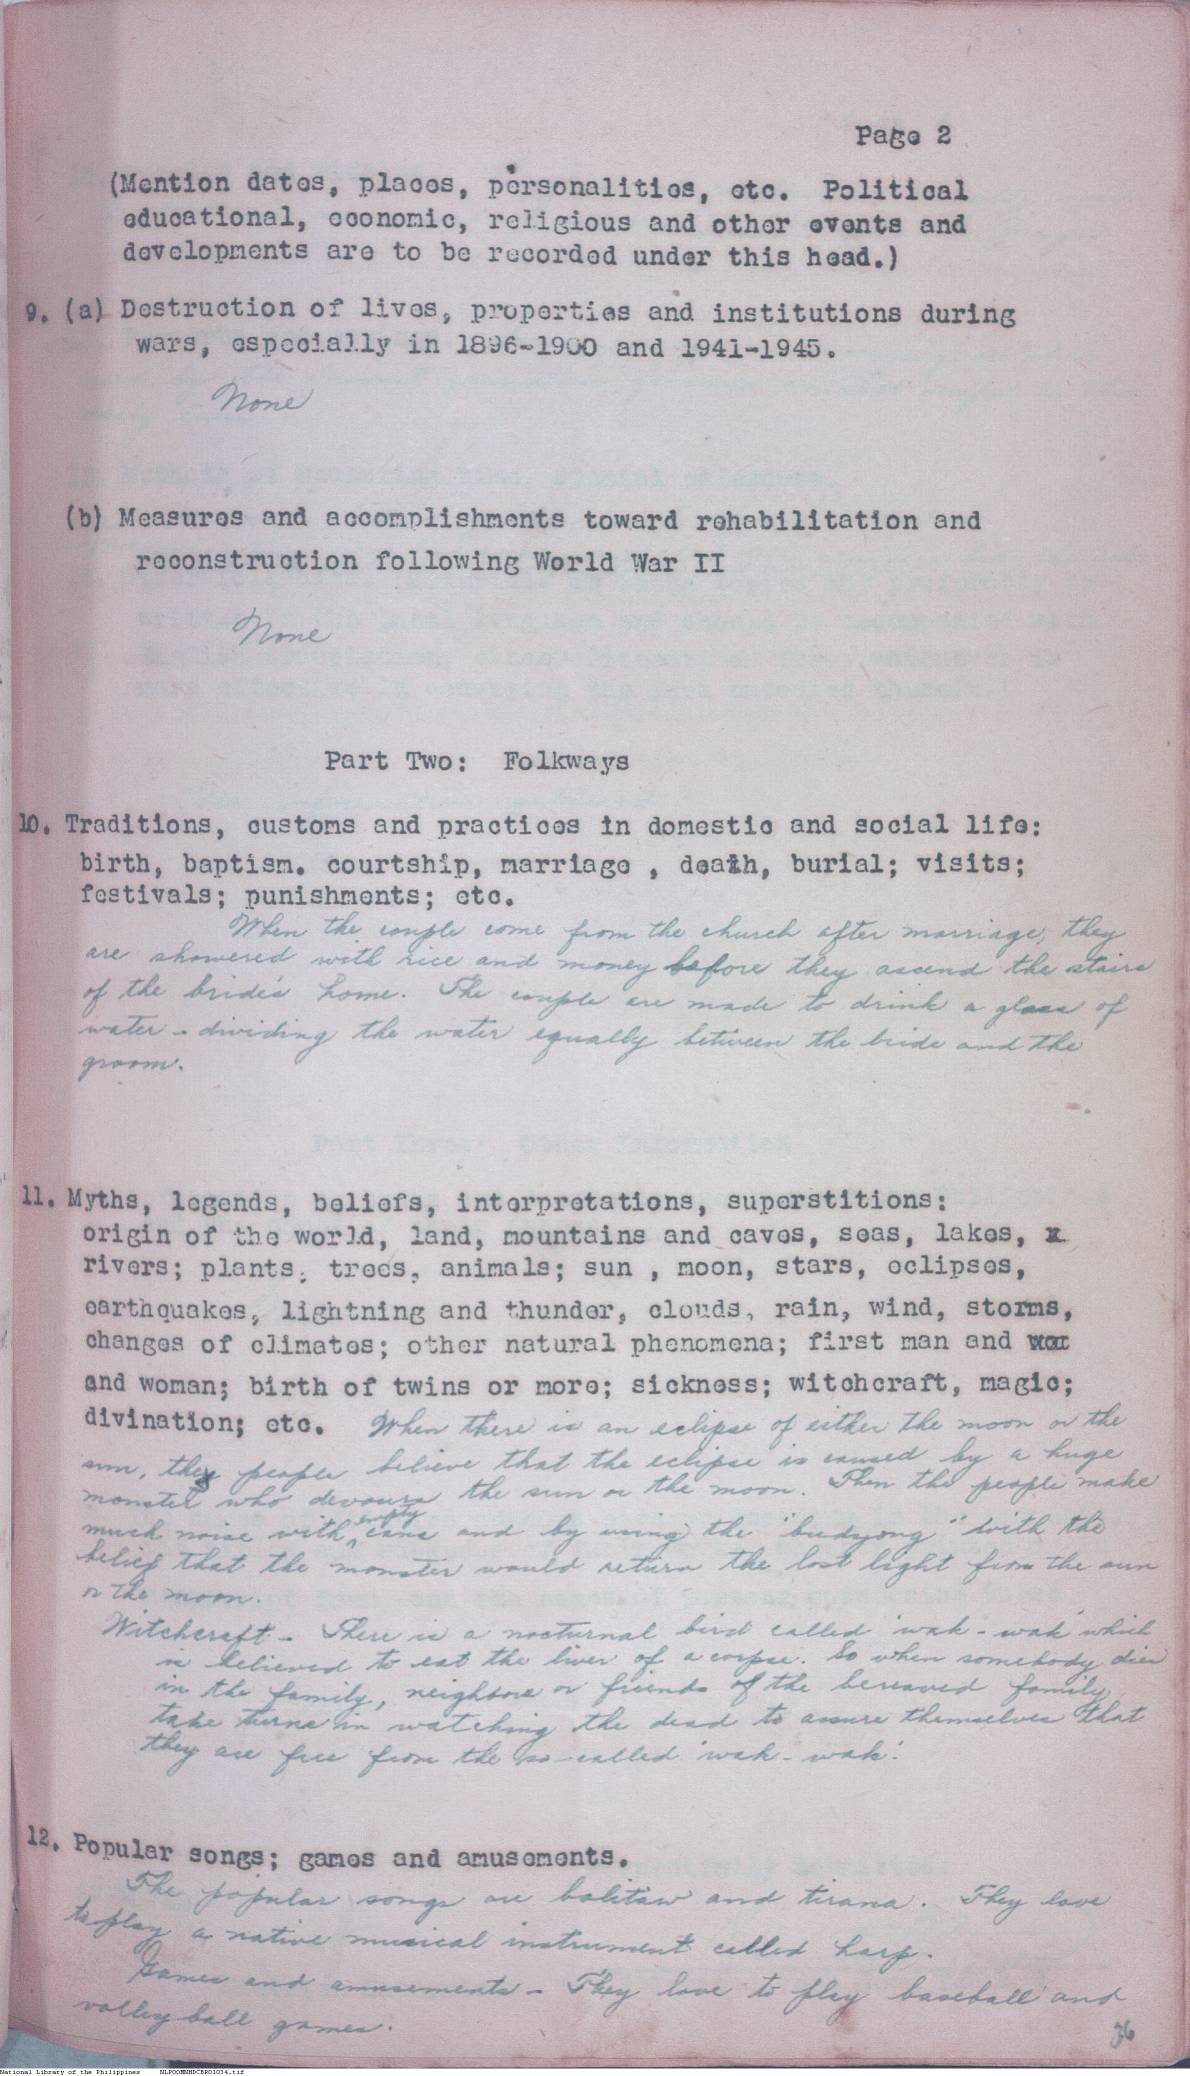 Page 2
(Mention dates, places, personalities, etc. Political
educational, economic, religious and other events and
developments are to be recorded under this head.)
9. (a) Destruction of lives, properties and institutions during
wars, especially in 1896-1900 and 1941-1945.
None
(b) Measures and accomplishments toward rehabilitation and
reconstruction following World War II
None
Part Two: Folkways
10. Traditions, customs and practices in domestic and social life:
birth, baptism. courtship, marriage , death, burial; visits;
festivals; punishments; etc.
When the couple come from the church after marriage, they
are showered with rice and money before they ascend the stairs
of the bride's home. The couple are made to drink a glass of
water - dividing the water equally between the bride and the
groom.
11. Myths, legends, beliefs, interpretations, superstitions:
origin of the world, land, mountains and caves, seas, lakes, x
rivers; plants, trees, animals; sun , moon, stars, eclipses,
earthquakes, lightning and thunder, clouds, rain, wind, storms,
changes of climates; other natural phenomena; first man and
and woman; birth of twins or more; sickness; witchcraft, magic;
divination; etc. When there is an eclipse of either the moon or the
sun, the people believe that the eclipse is caused by a huge
monster who devours the sun or the moon. Then the people make
much noise with empty cans and by using the "budyong" with the
belief that the monster would return the lost light from the sun
or the moon.
Witchcraft - There is a nocturnal bird called 'wak-wak' which
is believed to eat the liver of a corpse. So when somebody dies
in the family, neighbors or friends of the bereaved family
take turns in watching the dead to assure themselves that
they are free from the so-called 'wak-wak'.
12. Popular songs; games and amusements.
The popular songs are balitaw and tirana. They love
to play a native musical instrument called harp.
Games and amusements - They love to play baseball and
volley ball games.
36
National Library of the Philippines NLPOOMNHDCBR01034.tif